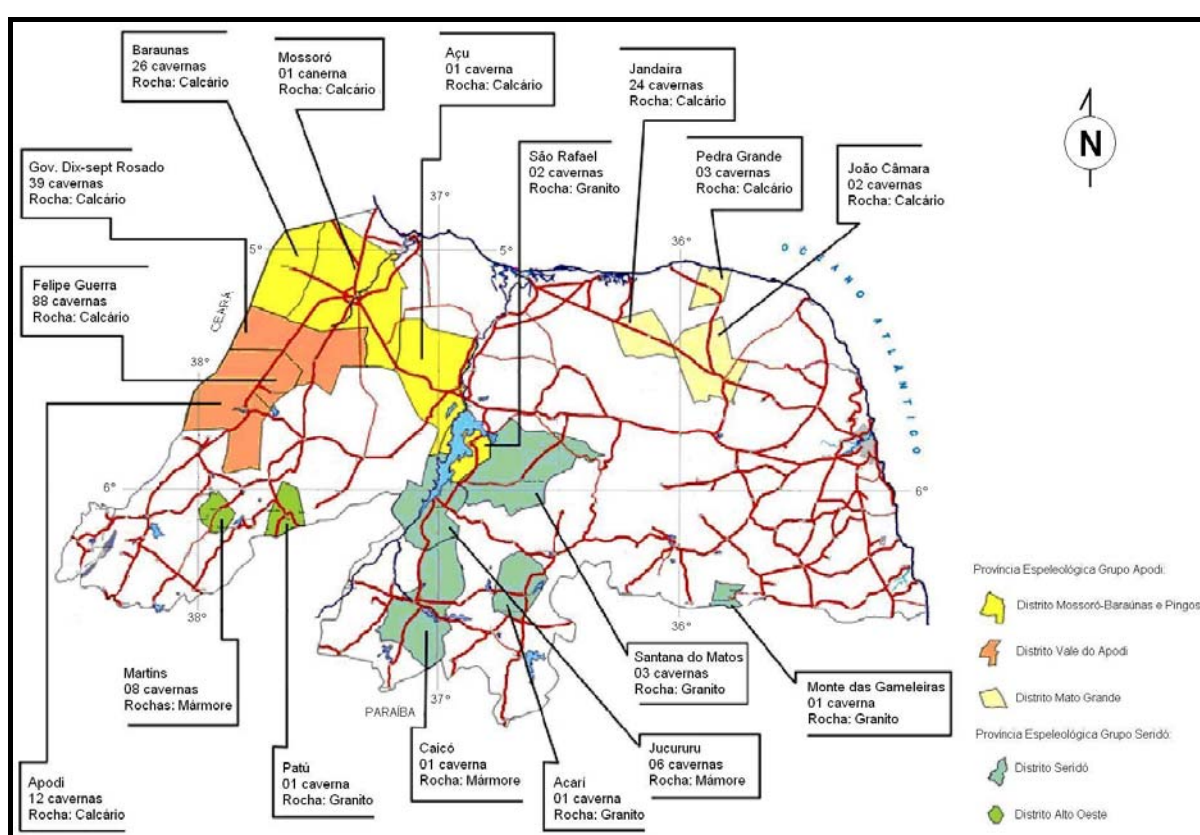 Baraunas
26 cavernas
Rocha: Calcário
Mossoró
01 canerna
Rocha: Calcário
Açu
01 caverna
Rocha: Calcário
Jandaíra
24 cavernas
Rocha: Calcário
Gov. Dix-sept Rosado
39 cavernas
Rocha: Calcário
São Rafael
02 cavernas
Rocha: Granito
Pedra Grande
03 cavernas
Rocha: Calcário
João Câmara
02 cavernas
Rocha: Calcário
N
Felipe Guerra
88 cavernas
Rocha: Calcário
37°
5°
5°
36°
CEARÁ
38°
OCEANO ATLÂNTICO
6°
6°
38°
36°
37°
PARAÍBA
Martins
08 cavernas
Rochas: Mármore
Santana do Matos
03 cavernas
Rocha: Granito
Monte das Gameleiras
01 caverna
Rocha: Granito
Apodi
12 cavernas
Rocha: Calcário
Patú
01 caverna
Rocha: Granito
Caicó
01 caverna
Rocha: Mármore
Acarí
01 caverna
Rocha: Granito
Jucururu
06 cavernas
Rocha: Mámore
Província Espeleológica Grupo Apodi:
Distrito Mossoró-Baraúnas e Pingos
Distrito Vale do Apodi
Distrito Mato Grande
Província Espeleológica Grupo Seridó:
Distrito Seridó
Distrito Alto Oeste